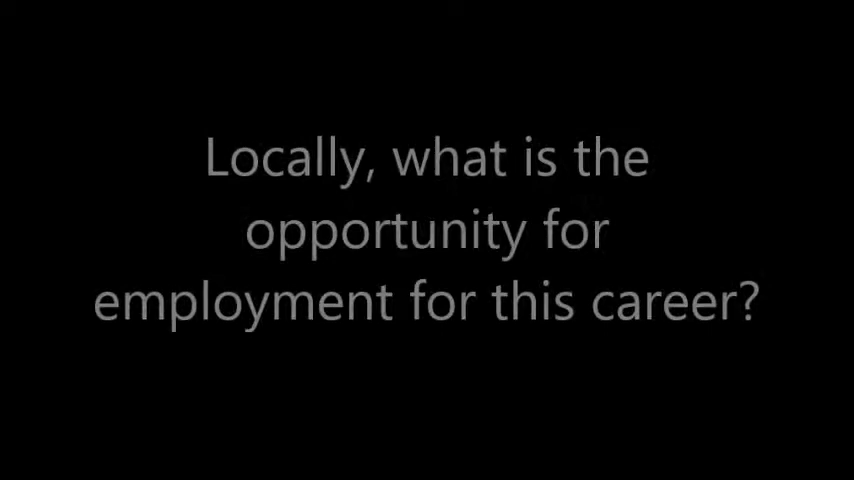 Locally, what is the
opportunity for
employment for this career?